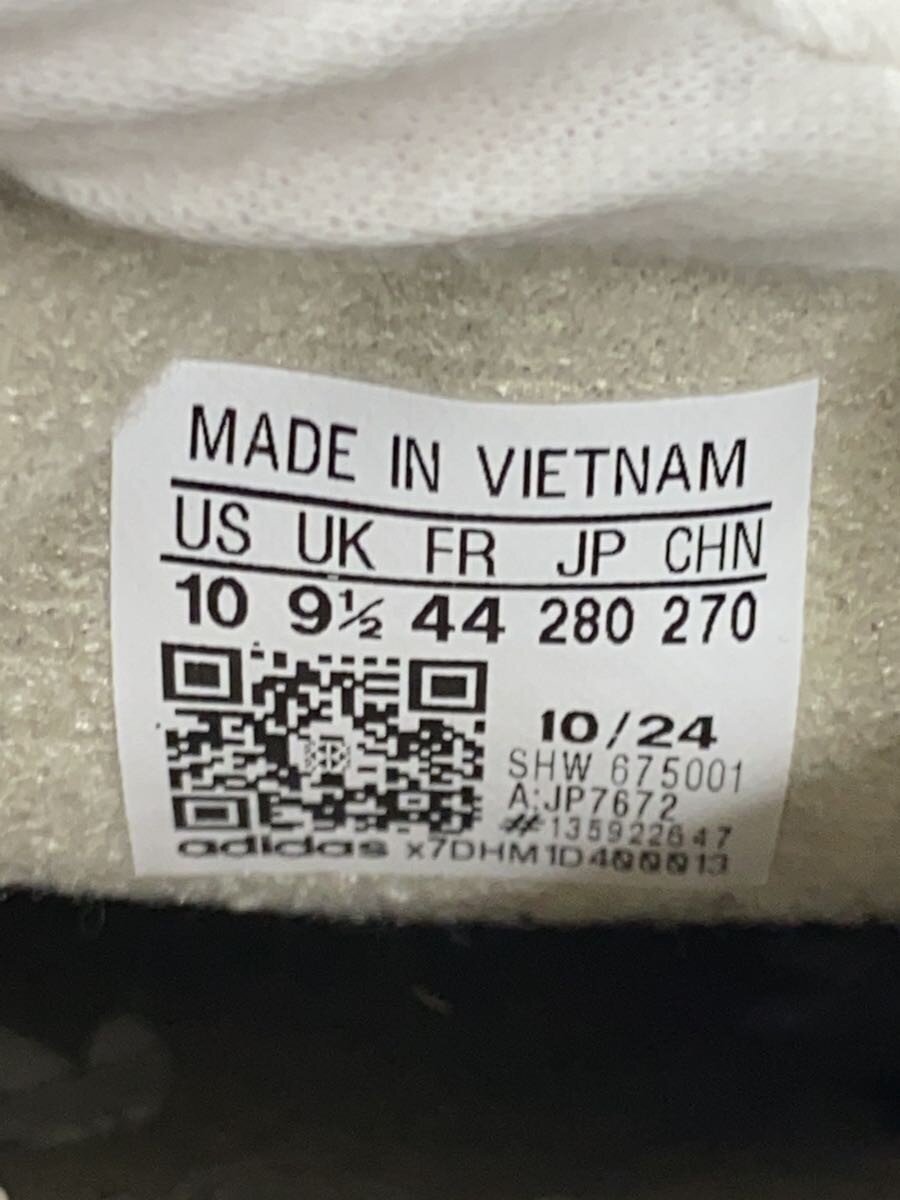 MADE IN VIETNAM
US UK FR JP CHN
10 9½ 44 280 270
10/24
SHW 675001
A:JP7672
#135922647
adidas x7DHM1D400013